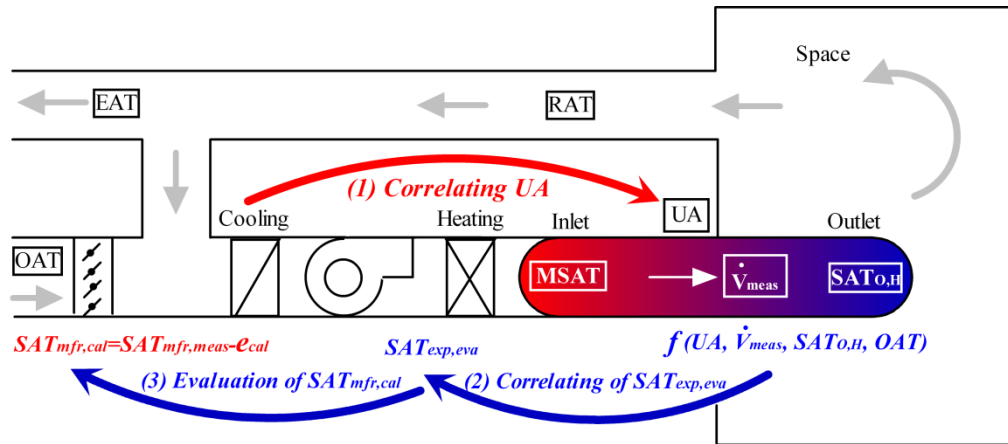 Space
EAT
RAT
(1) Correlating UA
Cooling
Heating
Inlet
UA
Outlet
OAT
MSAT
V̇meas
SATO,H
SATmfr,cal=SATmfr,meas-ecal
SATexp,eva
f (UA, V̇meas, SATO,H, OAT)
(3) Evaluation of SATmfr,cal
(2) Correlating of SATexp,eva